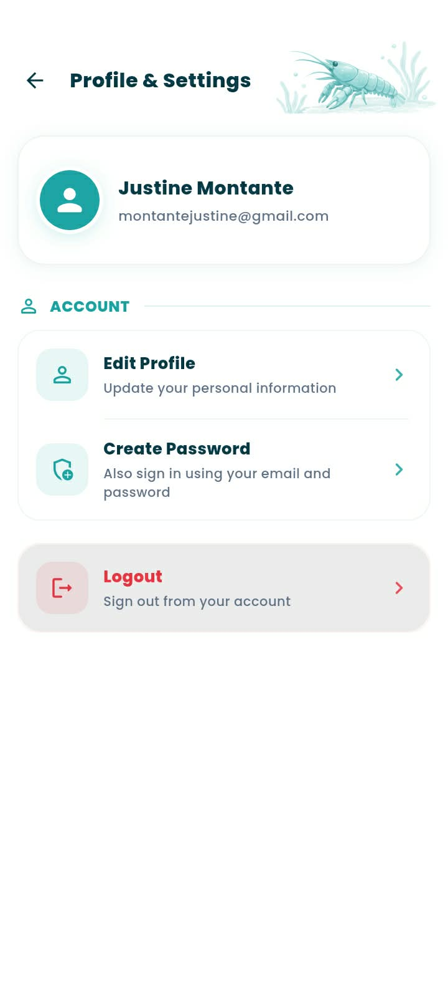 Profile & Settings
Justine Montante
montantejustine@gmail.com
ACCOUNT
Edit Profile
Update your personal information
Create Password
Also sign in using your email and
password
Logout
Sign out from your account